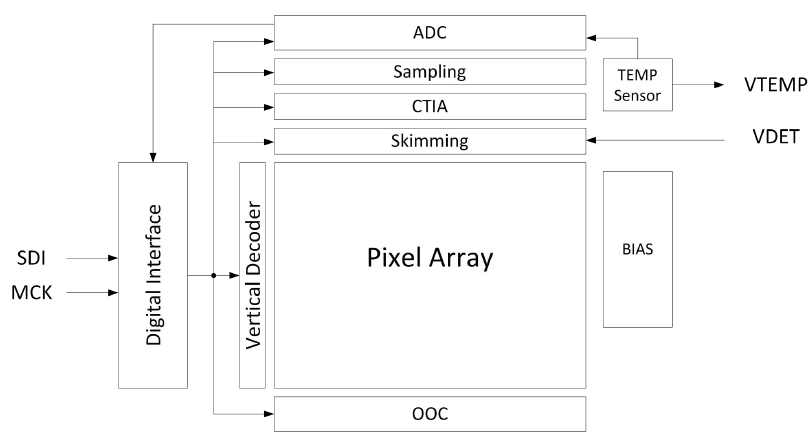 ADC
Sampling
TEMP
Sensor
VTEMP
CTIA
Skimming
VDET
Digital Interface
Vertical Decoder
Pixel Array
BIAS
SDI
MCK
OOC